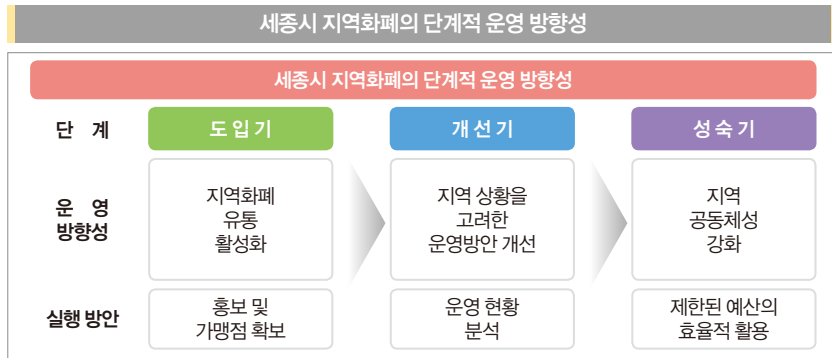 세종시 지역화폐의 단계적 운영 방향성
세종시 지역화폐의 단계적 운영 방향성
단 계
도 입 기
개 선 기
성 숙 기
운 영
방향성
지역화폐
유통
활성화
지역 상황을
고려한
운영방안 개선
지역
공동체성
강화
실행 방안
홍보 및
가맹점 확보
운영 현황
분석
제한된 예산의
효율적 활용